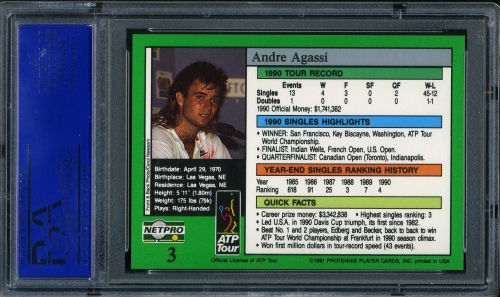 Andre Agassi
1990 TOUR RECORD
Events W F SF QF W-L
Singles 13 4 3 0 2 45-12
Doubles 1 0 0 0 0 1-1
1990 Official Money: $1,741,382
1990 SINGLES HIGHLIGHTS
• WINNER: San Francisco, Key Biscayne, Washington, ATP Tour
World Championship.
• FINALIST: Indian Wells, French Open, U.S. Open.
• QUARTERFINALIST: Canadian Open (Toronto), Indianapolis.
YEAR-END SINGLES RANKING HISTORY
Year 1985 1986 1987 1988 1989 1990
Ranking 618 91 25 3 7 4
QUICK FACTS
• Career prize money: $3,342,838 • Highest singles ranking: 3
• Led U.S.A. in 1990 Davis Cup triumph, its first since 1982.
• Beat No. 1 and 2 players, Edberg and Becker, back to back to win
ATP Tour World Championship at Frankfurt in 1990 season climax.
• Won first million dollars in tour-record speed (43 events).
Birthdate: April 29, 1970
Birthplace: Las Vegas, NE
Residence: Las Vegas, NE
Height: 5'11" (1.80m)
Weight: 175 lbs (79k)
Plays: Right-Handed
NETPRO
3
ATP
Tour
Official Licensee of ATP Tour
©1991 PROTENNIS PLAYER CARDS, INC. printed in USA
PSA